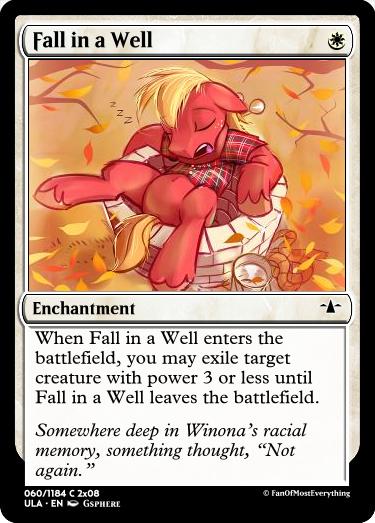 Fall in a Well
z z z
Enchantment
When Fall in a Well enters the
battlefield, you may exile target
creature with power 3 or less until
Fall in a Well leaves the battlefield.
Somewhere deep in Winona's racial
memory, something thought, “Not
again.”
060/1184 C 2x08
ULA • EN GSPHERE
© FanOfMostEverything